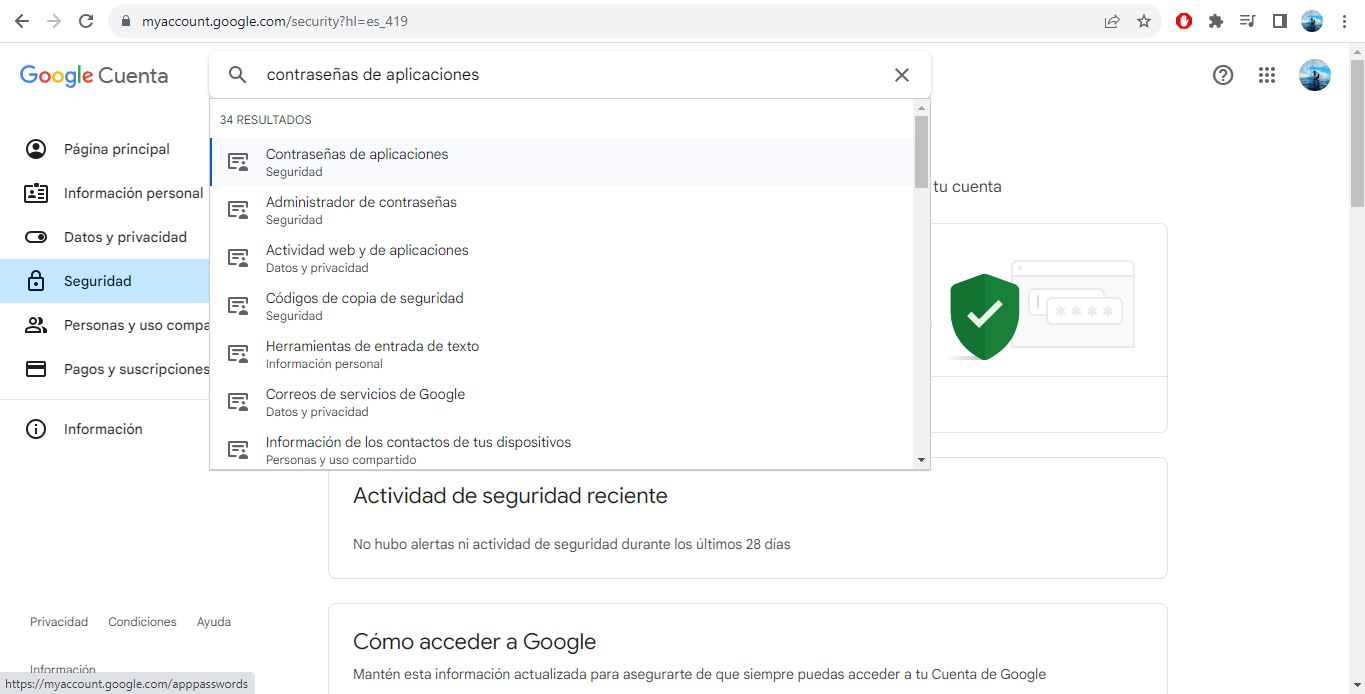 myaccount.google.com/security?hl=es_419
Google Cuenta
contraseñas de aplicaciones
34 RESULTADOS
Contraseñas de aplicaciones
Seguridad
Administrador de contraseñas
Seguridad
Actividad web y de aplicaciones
Datos y privacidad
Códigos de copia de seguridad
Seguridad
Herramientas de entrada de texto
Información personal
Correos de servicios de Google
Datos y privacidad
Información de los contactos de tus dispositivos
Personas y uso compartido
Página principal
Información personal
Datos y privacidad
Seguridad
Personas y uso compa
Pagos y suscripciones
Información
tu cuenta
****
Actividad de seguridad reciente
No hubo alertas ni actividad de seguridad durante los últimos 28 días
Cómo acceder a Google
Mantén esta información actualizada para asegurarte de que siempre puedas acceder a tu Cuenta de Google
Privacidad Condiciones Ayuda
Información
https://myaccount.google.com/apppasswords